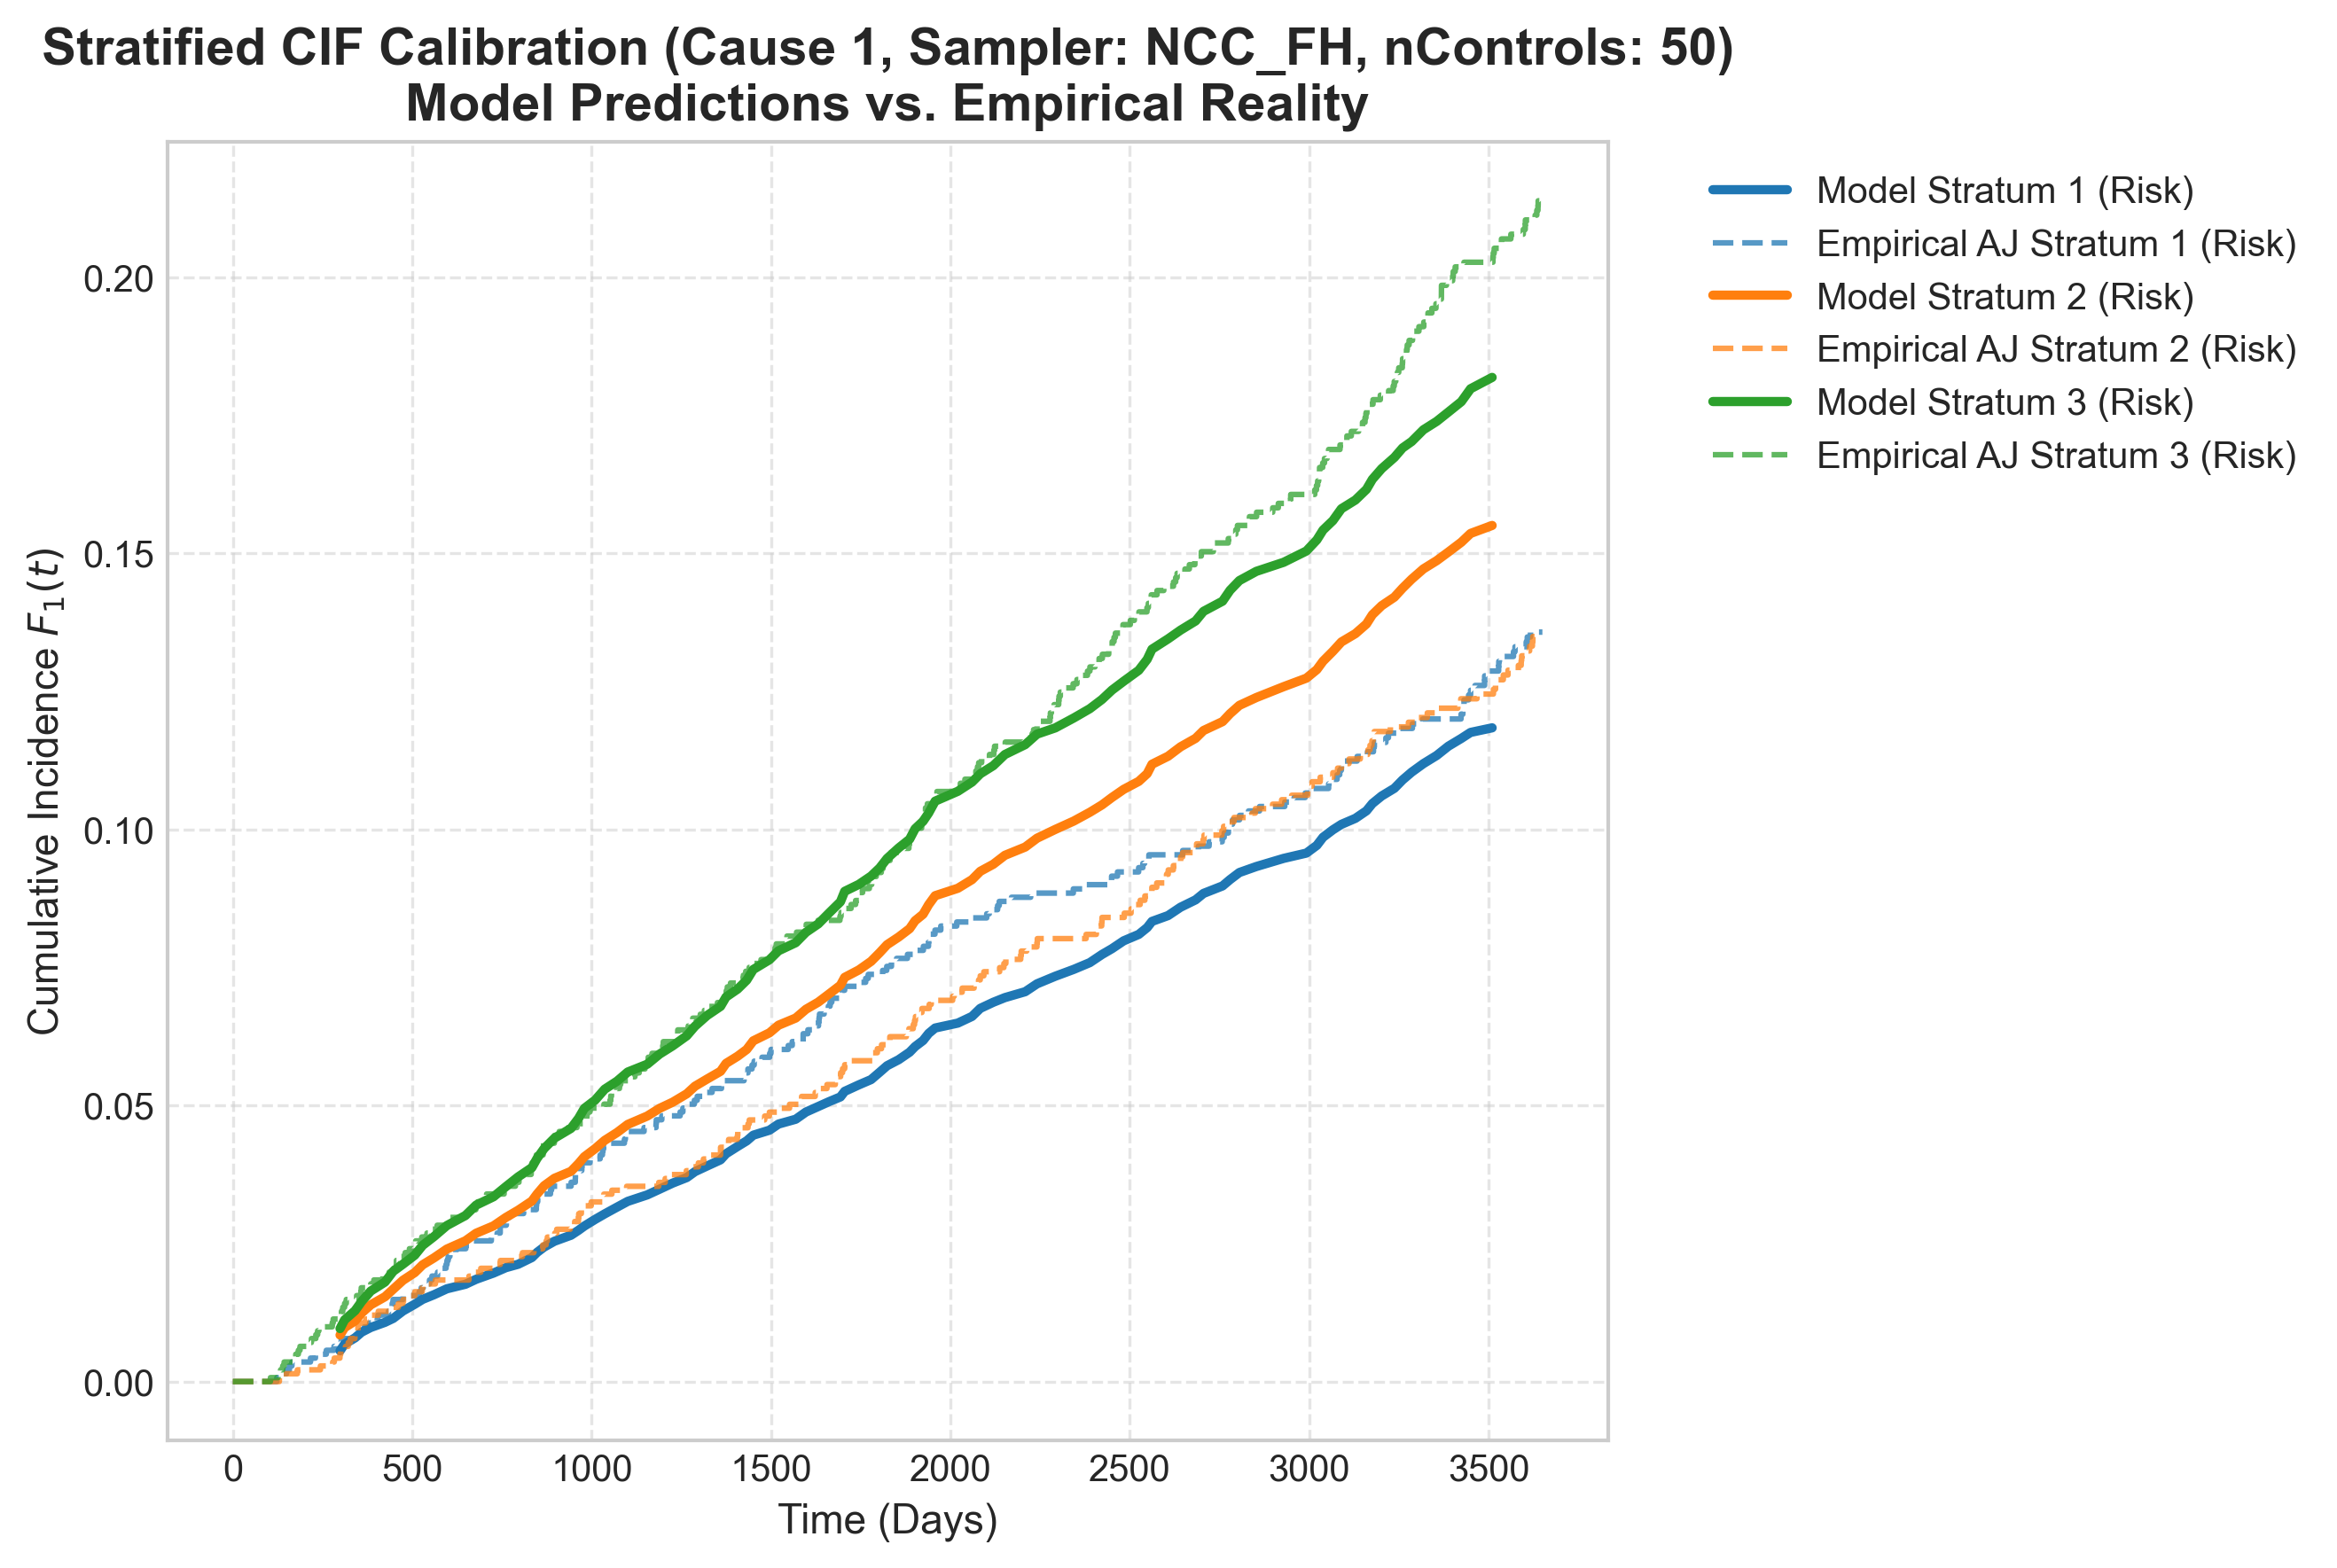 Stratified CIF Calibration (Cause 1, Sampler: NCC_FH, nControls: 50)
Model Predictions vs. Empirical Reality
Model Stratum 1 (Risk)
Empirical AJ Stratum 1 (Risk)
Model Stratum 2 (Risk)
Empirical AJ Stratum 2 (Risk)
Model Stratum 3 (Risk)
Empirical AJ Stratum 3 (Risk)
Cumulative Incidence F₁(t)
0.20
0.15
0.10
0.05
0.00
0 500 1000 1500 2000 2500 3000 3500
Time (Days)